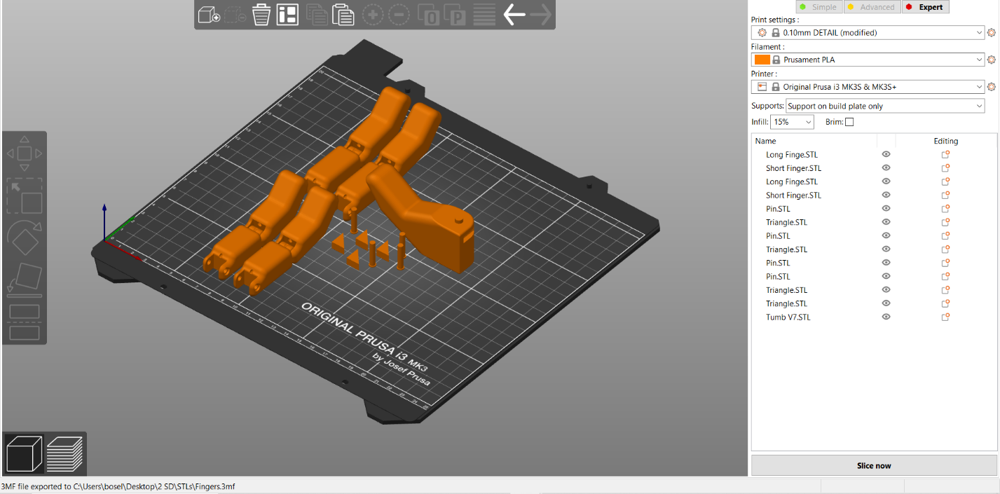 Simple
Advanced
Expert
Print settings :
0.10mm DETAIL (modified)
Filament :
Prusament PLA
Printer :
Original Prusa i3 MK3S & MK3S+
Supports: Support on build plate only
Infill: 15% Brim:
Name Editing
Long Finge.STL
Short Finger.STL
Long Finge.STL
Short Finger.STL
Pin.STL
Triangle.STL
Pin.STL
Triangle.STL
Pin.STL
Pin.STL
Triangle.STL
Triangle.STL
Tumb V7.STL
ORIGINAL PRUSA i3 MK3
by Josef Prusa
Slice now
3MF file exported to C:\Users\bosel\Desktop\2 SD\STLs\Fingers.3mf